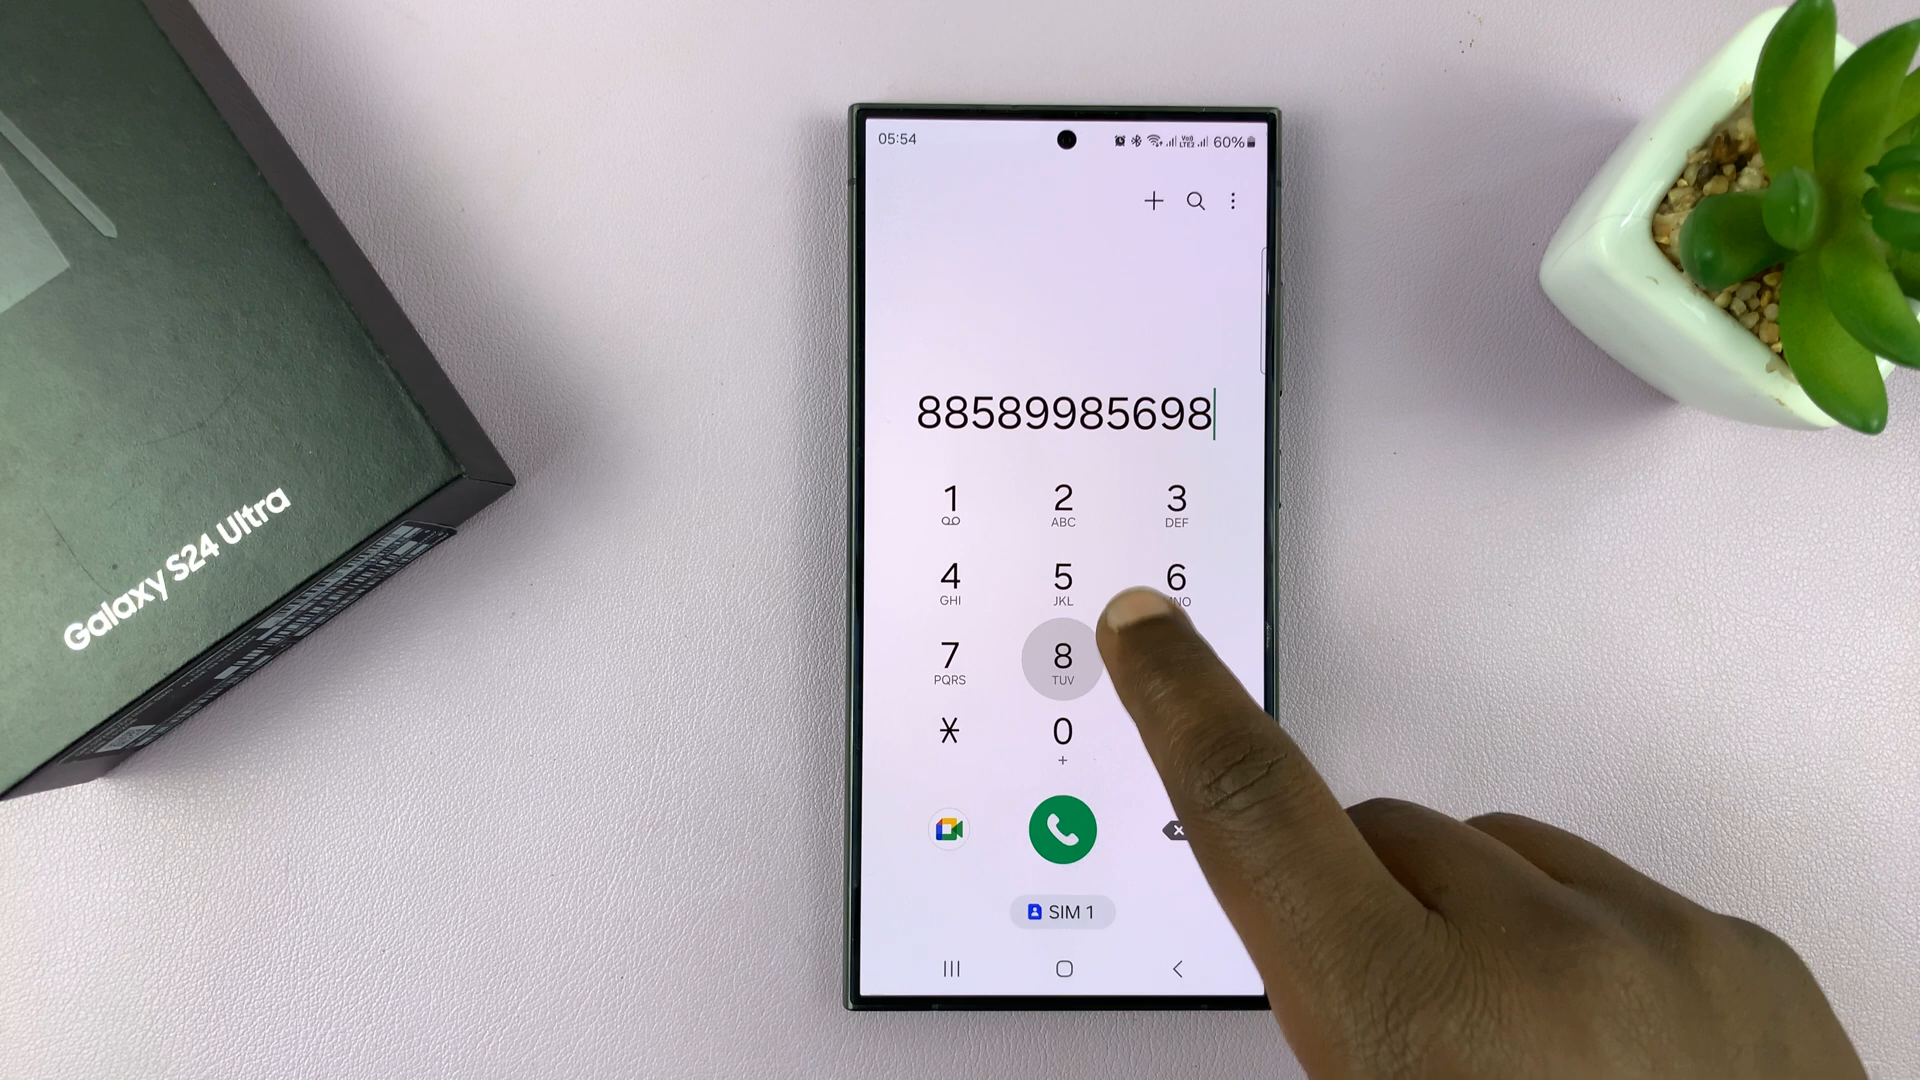 Galaxy S24 Ultra
05:54
60%
88589985698
1
2
ABC
3
DEF
4
GHI
5
JKL
6
7
PQRS
8
TUV
*
0
+
SIM 1